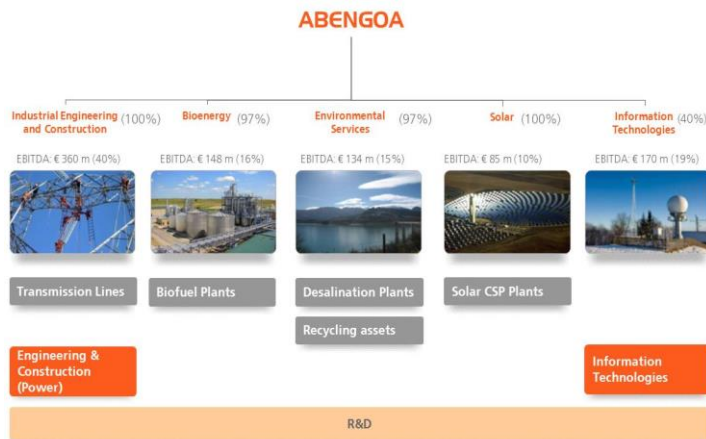 ABENGOA
Industrial Engineering and Construction (100%)
Bioenergy (97%)
Environmental Services (97%)
Solar (100%)
Information Technologies (40%)
EBITDA: € 360 m (40%)
EBITDA: € 148 m (16%)
EBITDA: € 134 m (15%)
EBITDA: € 85 m (10%)
EBITDA: € 170 m (19%)
Transmission Lines
Biofuel Plants
Desalination Plants
Solar CSP Plants
Recycling assets
Engineering &
Construction
(Power)
Information
Technologies
R&D